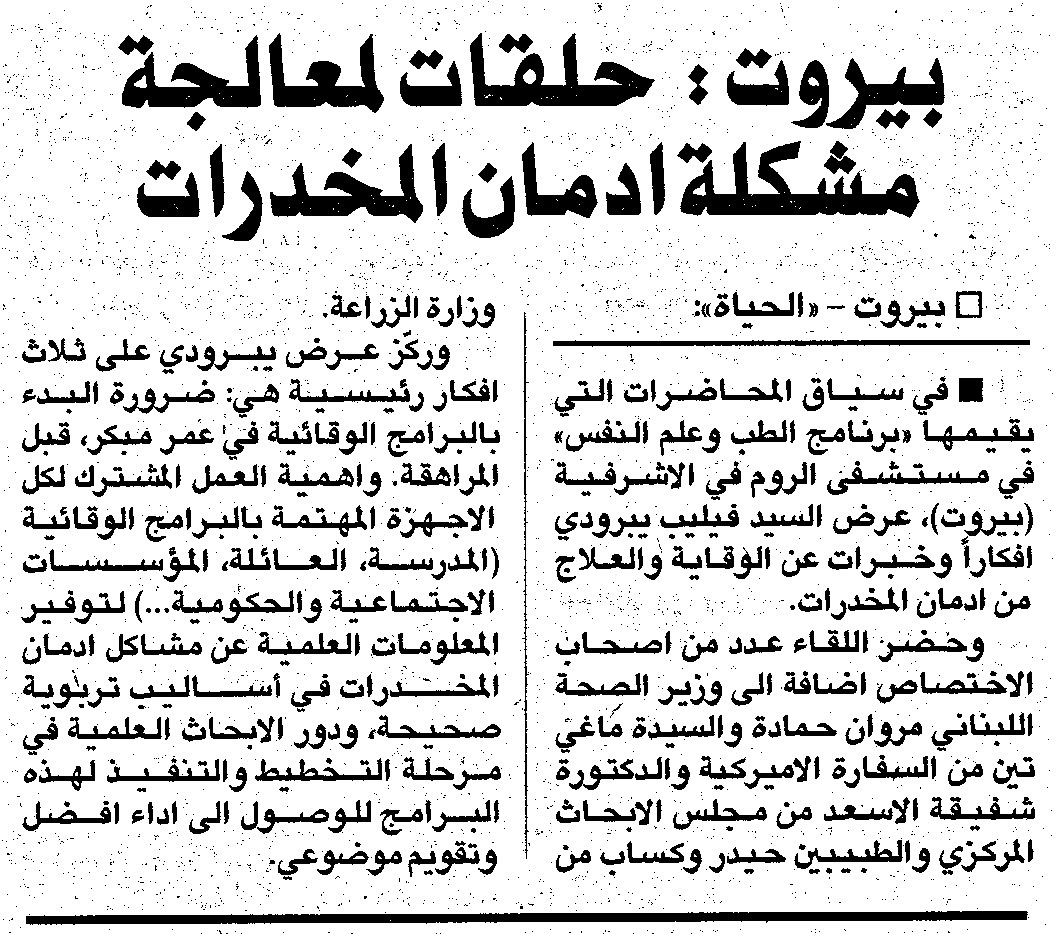 بيروت: حلقات لمعالجة
مشكلة ادمان المخدرات
□ بيروت – «الحياة»:
■ في سياق المحاضرات التي
يقيمها «برنامج الطب وعلم النفس»
في مستشفى الروم في الاشرفية
(بيروت)، عرض السيد فيليب يبرودي
افكاراً وخبرات عن الوقاية والعلاج
من ادمان المخدرات.
وحضر اللقاء عدد من اصحاب
الاختصاص اضافة الى وزير الصحة
اللبناني مروان حمادة والسيدة ماغي
تين من السفارة الاميركية والدكتورة
شفيقة الاسعد من مجلس الابحاث
المركزي والطبيبين حيدر وكساب من
وزارة الزراعة.
وركّز عرض يبرودي على ثلاث
افكار رئيسية هي: ضرورة البدء
بالبرامج الوقائية في عمر مبكر، قبل
المراهقة. واهمية العمل المشترك لكل
الاجهزة المهتمة بالبرامج الوقائية
(المدرسة، العائلة، المؤسسات
الاجتماعية والحكومية...) لتوفير
المعلومات العلمية عن مشاكل ادمان
المخدرات في أساليب تربوية
صحيحة، ودور الابحاث العلمية في
مرحلة التخطيط والتنفيذ لهذه
البرامج للوصول الى اداء افضل
وتقويم موضوعي.